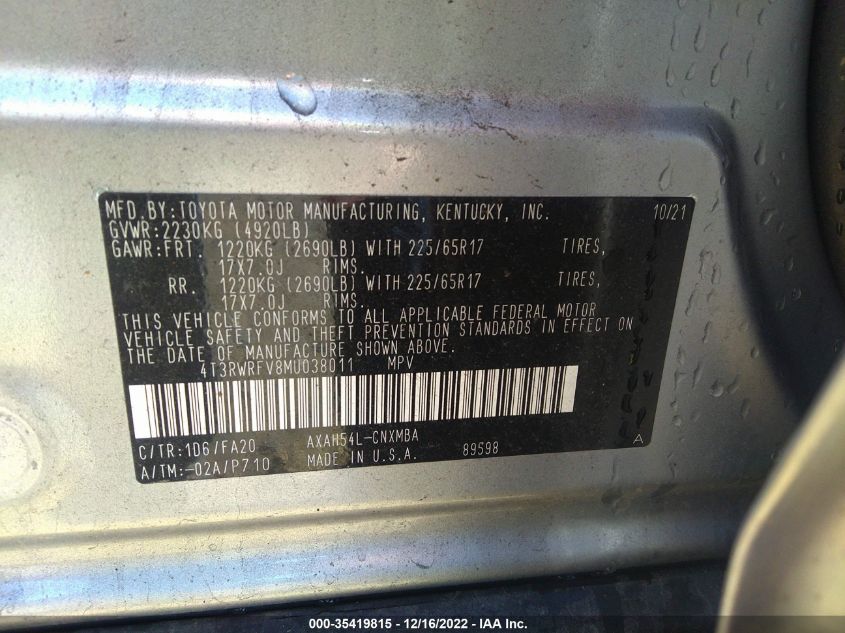 MFD.BY:TOYOTA MOTOR MANUFACTURING, KENTUCKY, INC. 10/21
GVWR:2230KG (4920LB)
GAWR:FRT. 1220KG (2690LB) WITH 225/65R17 TIRES,
17X7.0J RIMS.
RR. 1220KG (2690LB) WITH 225/65R17 TIRES,
17X7.0J RIMS.
THIS VEHICLE CONFORMS TO ALL APPLICABLE FEDERAL MOTOR
VEHICLE SAFETY AND THEFT PREVENTION STANDARDS IN EFFECT ON
THE DATE OF MANUFACTURE SHOWN ABOVE.
4T3RWRFV8MU038011 MPV
C/TR:1D6/FA20 AXAH54L-CNXMBA
A/TM:-02A/P710 MADE IN U.S.A. 89598 A
000-35419815 - 12/16/2022 - IAA Inc.